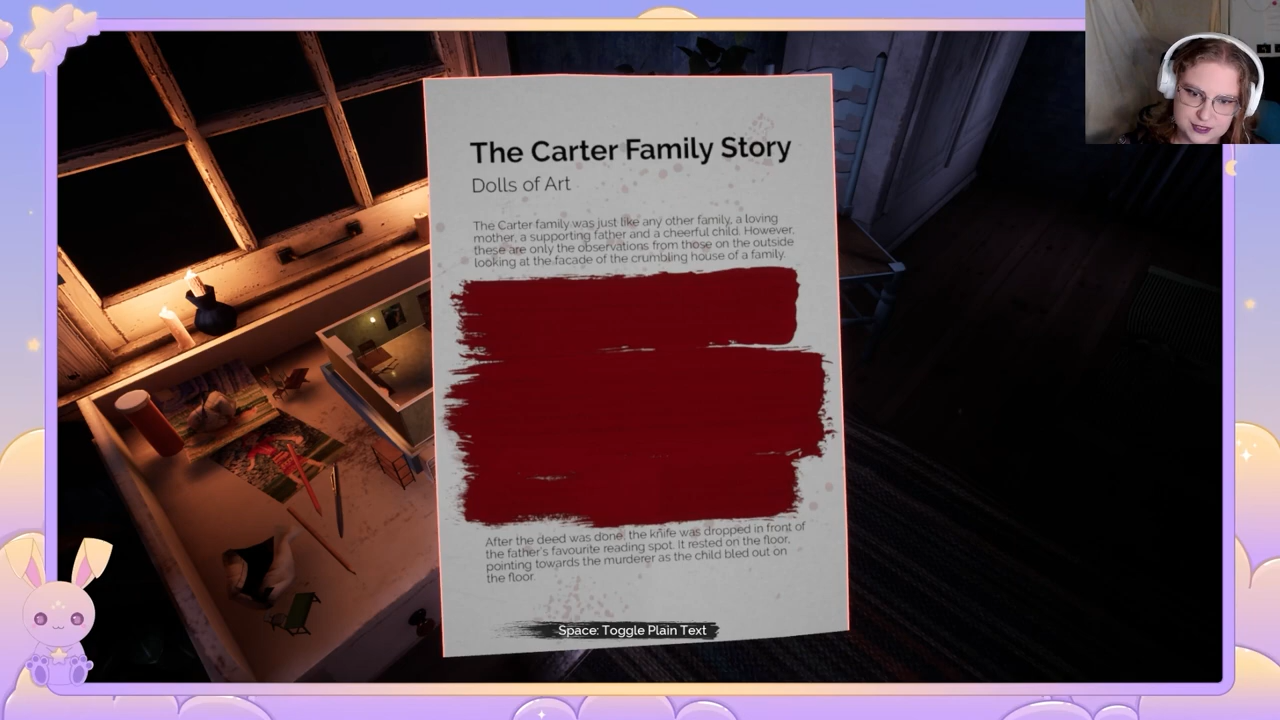 The Carter Family Story
Dolls of Art
The Carter family was just like any other family, a loving
mother, a supporting father and a cheerful child. However,
these are only the observations from those on the outside
looking at the facade of the crumbling house of a family.
After the deed was done, the knife was dropped in front of
the father's favourite reading spot. It rested on the floor,
pointing towards the murderer as the child bled out on
the floor.
Space: Toggle Plain Text